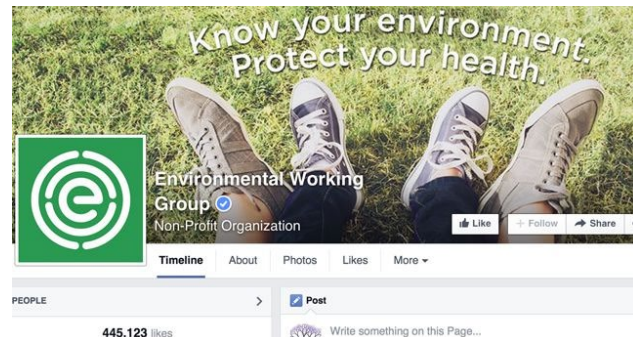 Know your environment.
Protect your health.
e
Environmental Working
Group
Non-Profit Organization
Like
+ Follow
Share
Timeline
About
Photos
Likes
More
PEOPLE
Post
445,123 likes
Write something on this Page...